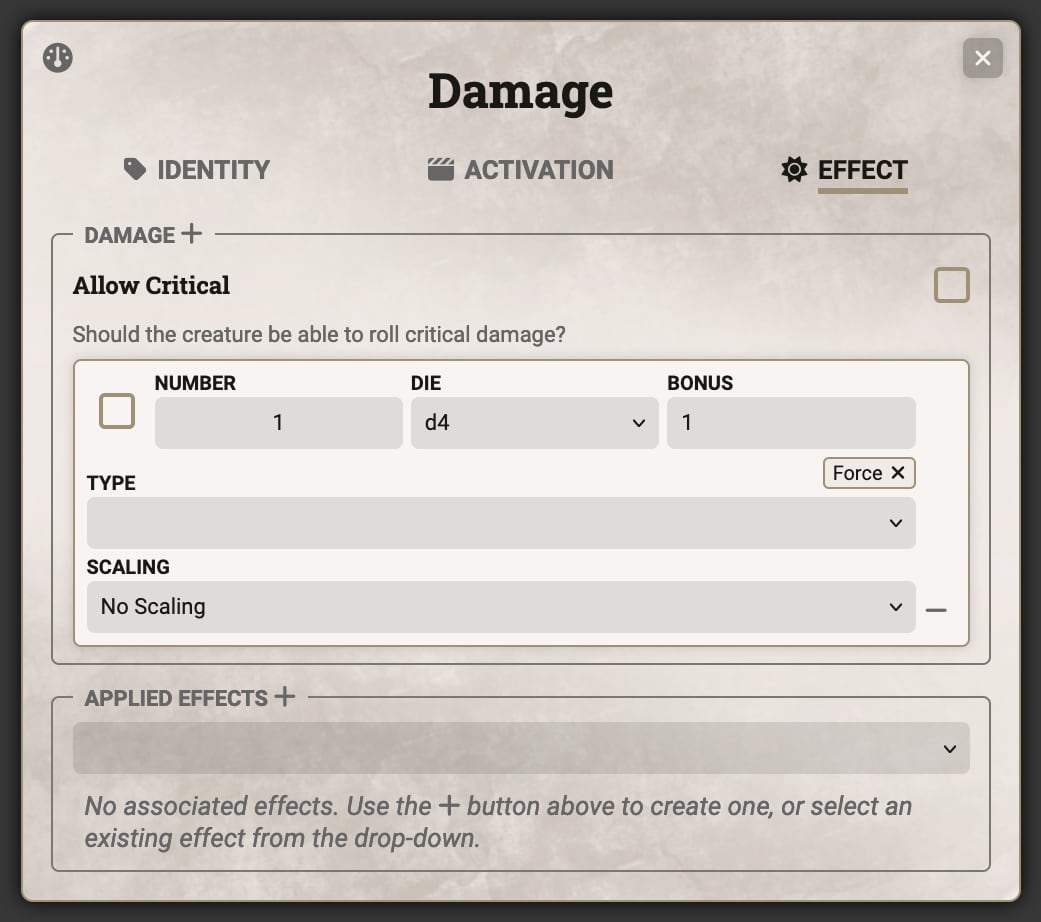 Damage
IDENTITY
ACTIVATION
EFFECT
DAMAGE +
Allow Critical
Should the creature be able to roll critical damage?
NUMBER
DIE
BONUS
1
d4
1
TYPE
Force ×
SCALING
No Scaling
APPLIED EFFECTS +
No associated effects. Use the + button above to create one, or select an
existing effect from the drop-down.